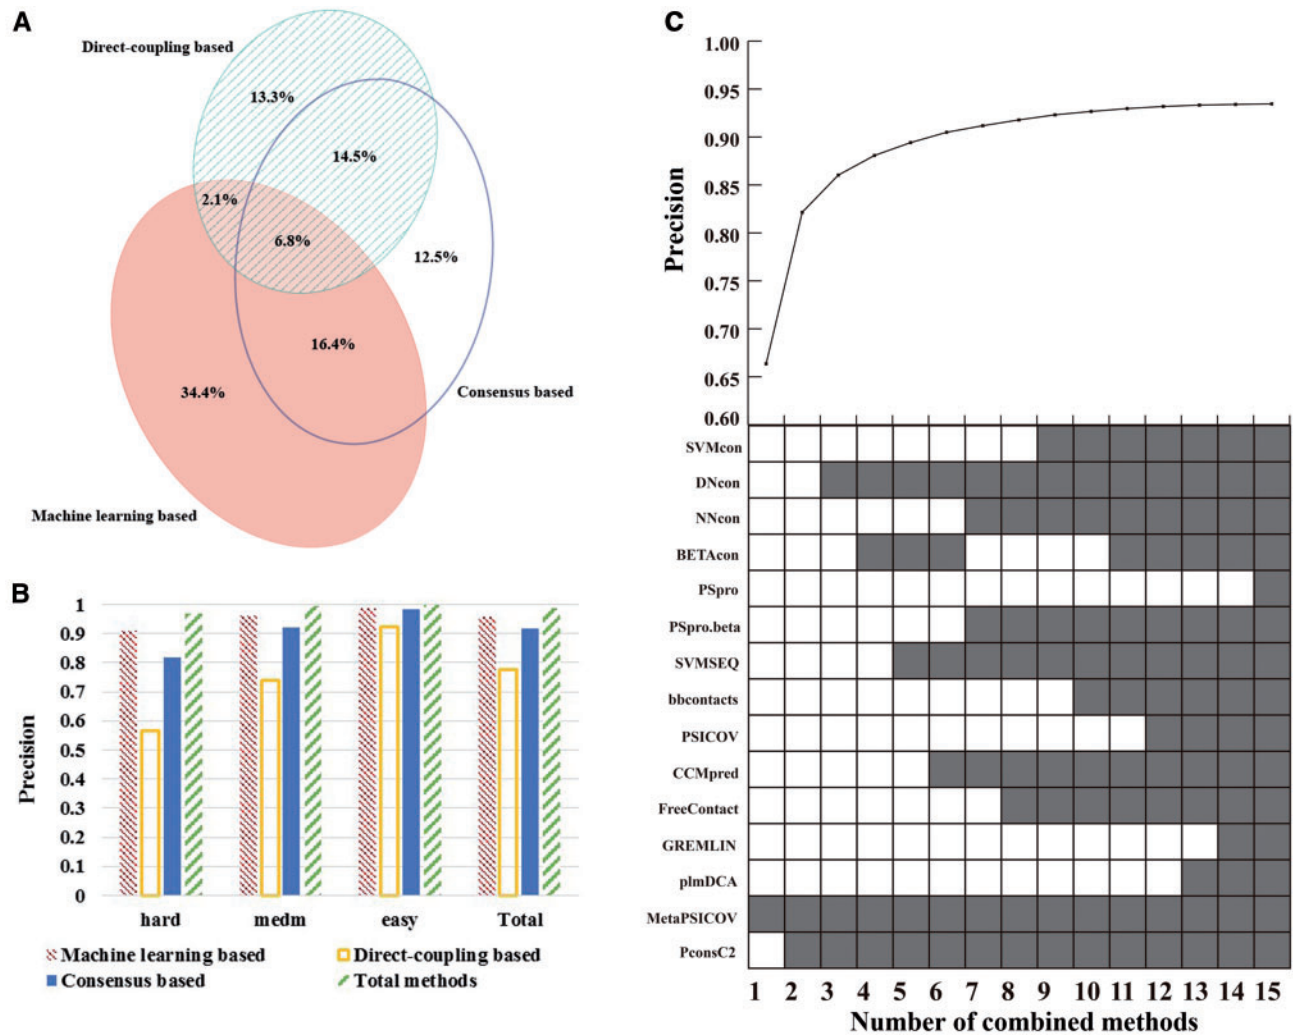 A
Direct-coupling based
13.3%
14.5%
2.1%
6.8%
12.5%
16.4%
34.4%
Consensus based
Machine learning based
B
Precision
1
0.9
0.8
0.7
0.6
0.5
0.4
0.3
0.2
0.1
0
hard medm easy Total
Machine learning based Direct-coupling based
Consensus based Total methods
C
Precision
1.00
0.95
0.90
0.85
0.80
0.75
0.70
0.65
0.60
SVMcon
DNcon
NNcon
BETAcon
PSpro
PSpro.beta
SVMSEQ
bbcontacts
PSICOV
CCMpred
FreeContact
GREMLIN
plmDCA
MetaPSICOV
PconsC2
1 2 3 4 5 6 7 8 9 10 11 12 13 14 15
Number of combined methods